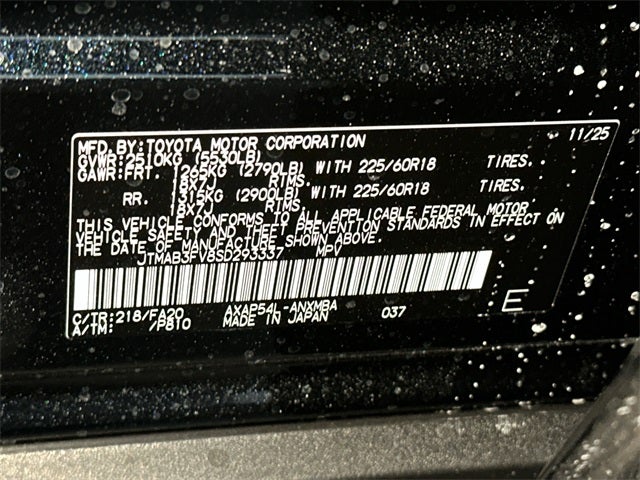 MFD. BY: TOYOTA MOTOR CORPORATION 11/25
GVWR: 2510KG (5530LB)
GAWR: FRT. 1265KG (2790LB) WITH 225/60R18 TIRES.
18X7J RIMS.
RR. 1315KG (2900LB) WITH 225/60R18 TIRES.
18X7J RIMS.
THIS VEHICLE CONFORMS TO ALL APPLICABLE FEDERAL MOTOR
VEHICLE SAFETY AND THEFT PREVENTION STANDARDS IN EFFECT ON
THE DATE OF MANUFACTURE SHOWN ABOVE.
JTMAB3FV8SD293337 MPV
C/TR: 218/FA20 AXAP54L-ANXMBA 037 E
A/TM: /P810 MADE IN JAPAN